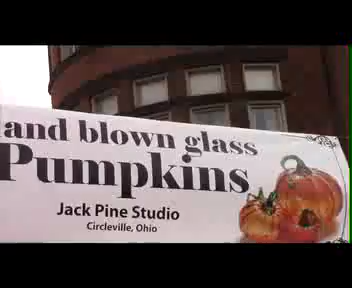 and blown glass
Pumpkins
Jack Pine Studio
Circleville, Ohio